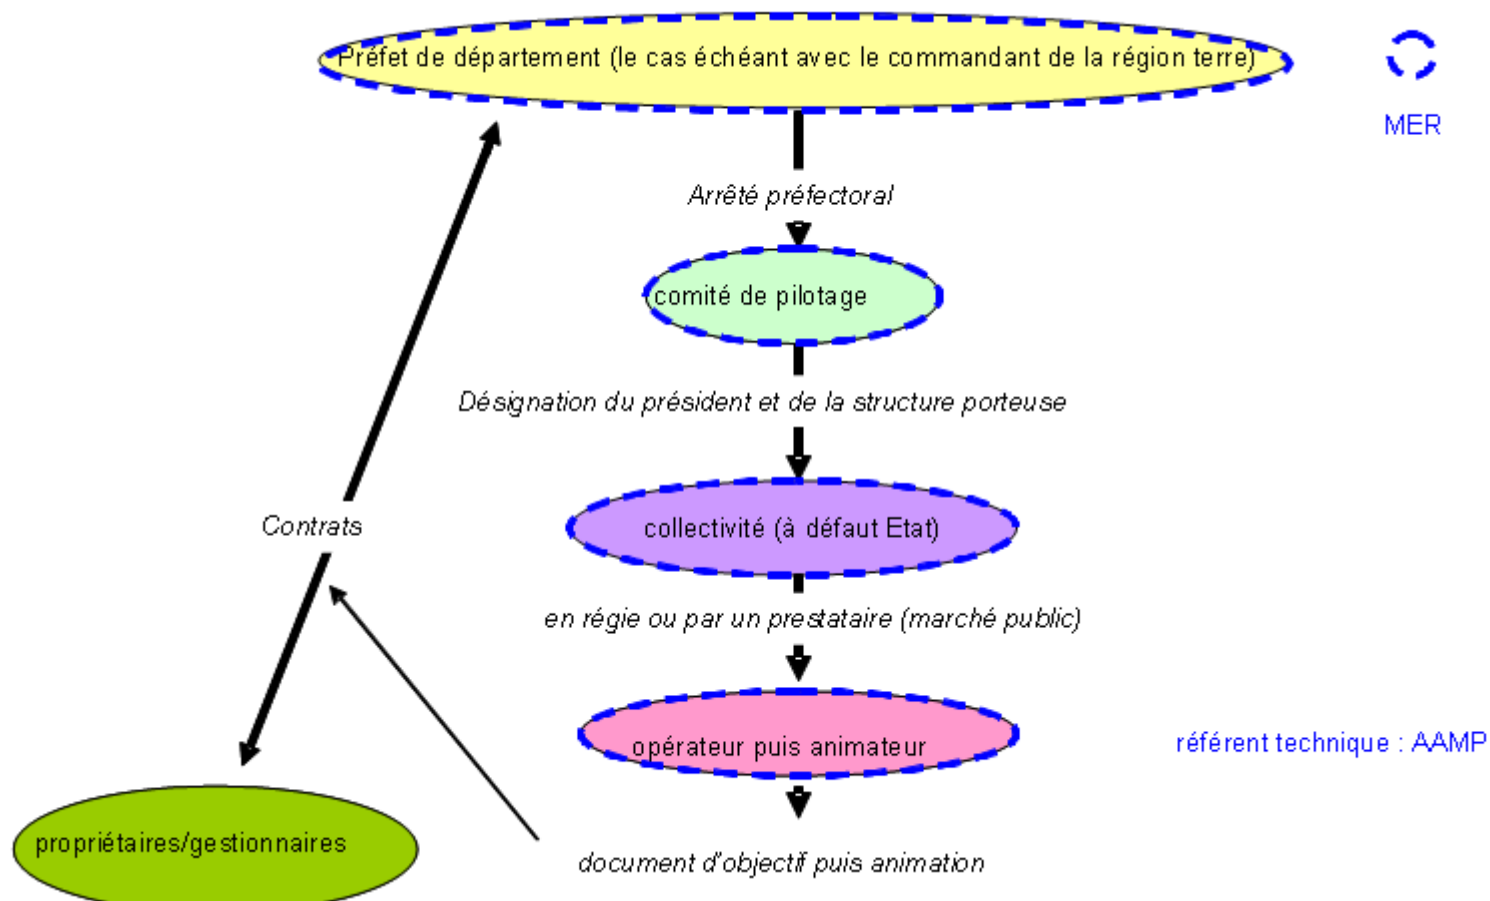 Préfet de département (le cas échéant avec le commandant de la région terre)
MER
Arrêté préfectoral
comité de pilotage
Désignation du président et de la structure porteuse
Contrats
collectivité (à défaut Etat)
en régie ou par un prestataire (marché public)
opérateur puis animateur
référent technique : AAMP
propriétaires/gestionnaires
document d'objectif puis animation